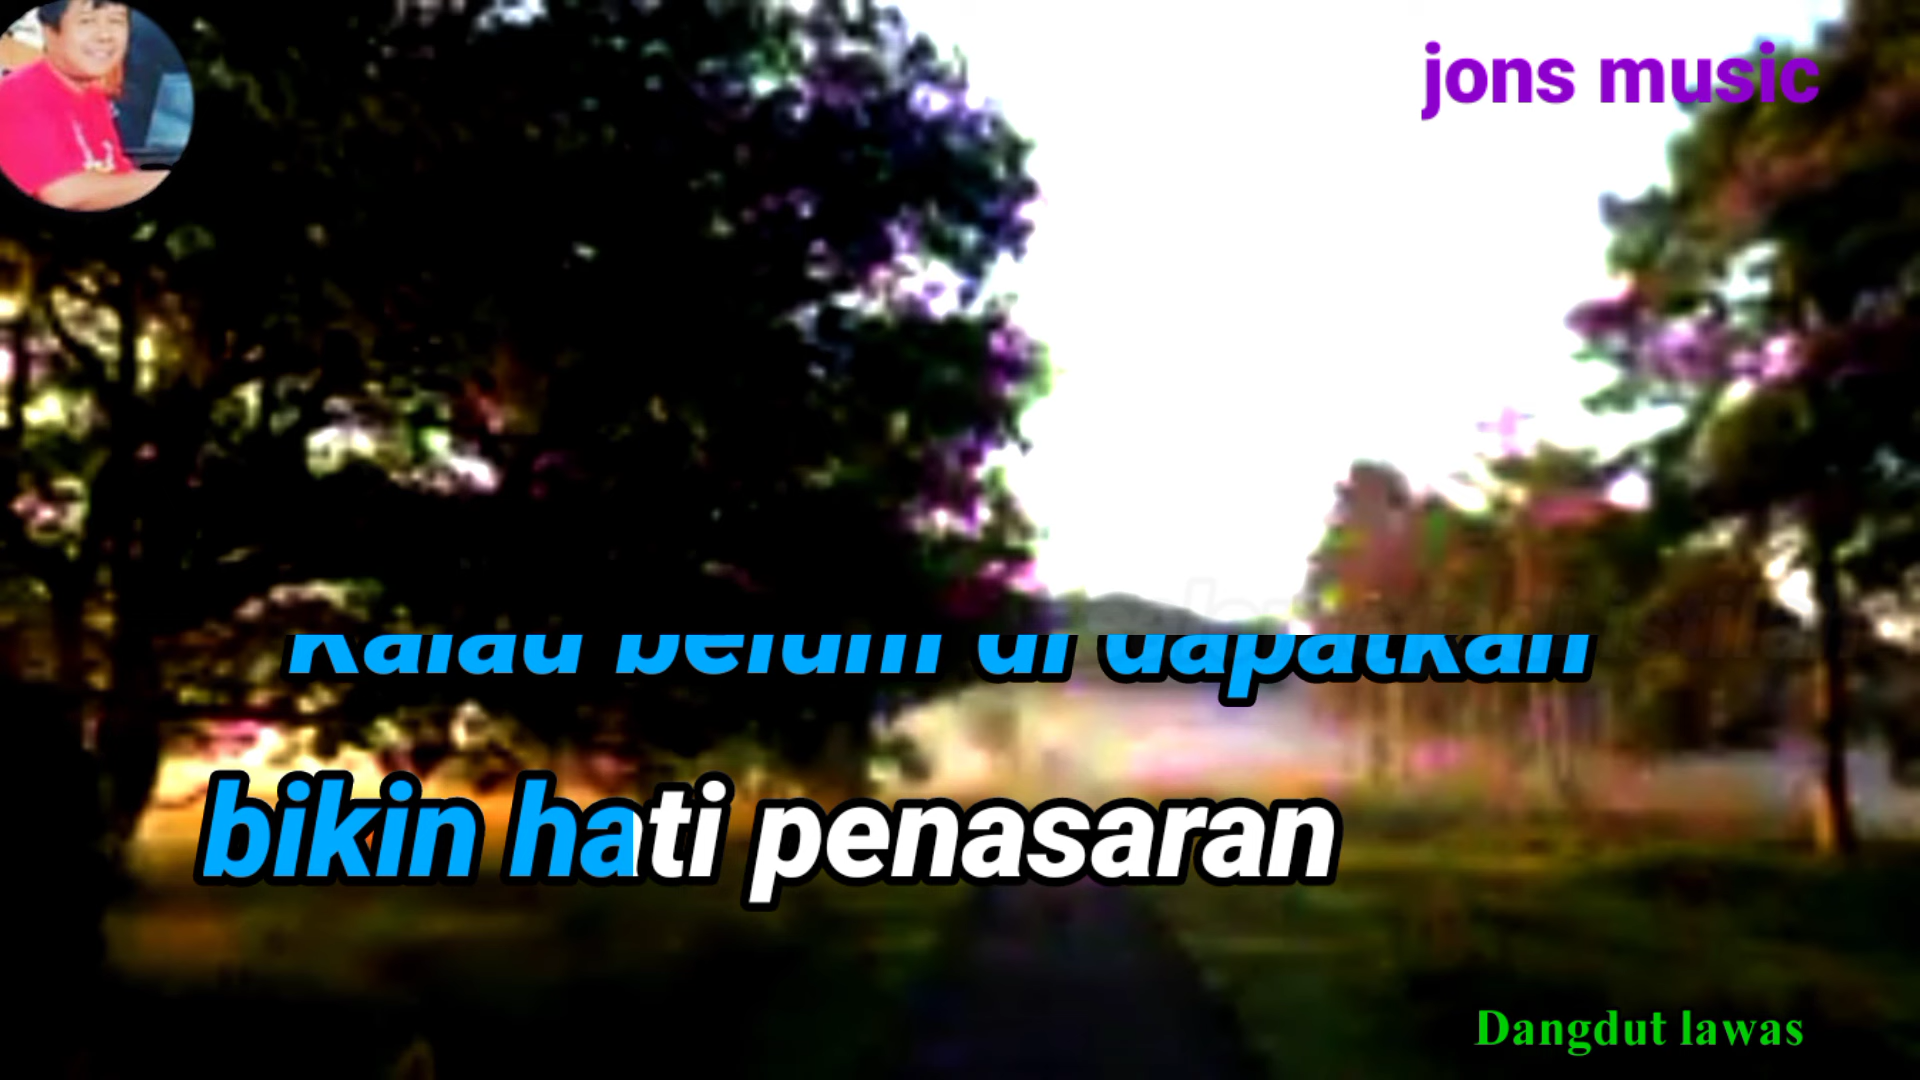 jons music
Kalau belum di dapatkan
bikin hati penasaran
Dangdut lawas